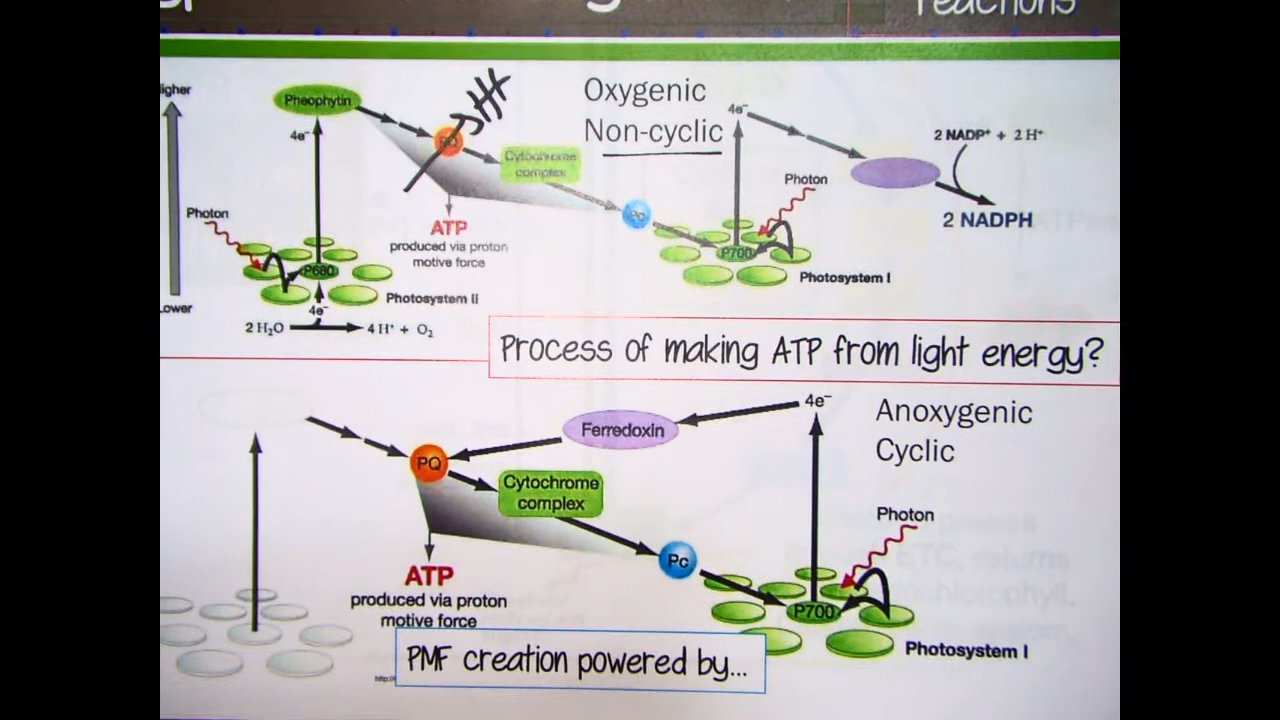 reactions
Higher
Lower
Pheophytin
4e⁻
PQ
Cytochrome
complex
Pc
ATP
produced via proton
motive force
Photon
P680
Photosystem II
4e⁻
2 H₂O
4 H⁺ + O₂
Oxygenic
Non-cyclic
4e⁻
2 NADP⁺ + 2 H⁺
2 NADPH
Photon
P700
Photosystem I
Process of making ATP from light energy?
Anoxygenic
Cyclic
4e⁻
Ferredoxin
PQ
Cytochrome
complex
Pc
ATP
produced via proton
motive force
Photon
P700
Photosystem I
PMF creation powered by...